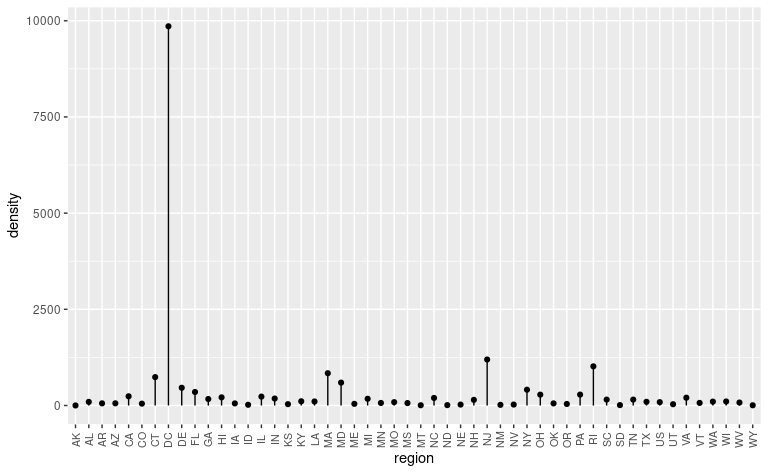 10000
7500
5000
2500
0
density
AK AL AR AZ CA CO CT DC DE FL GA HI IA ID IL IN KS KY LA MA MD ME MI MN MO MS MT NC ND NE NH NJ NM NV NY OH OK OR PA RI SC SD TN TX US UT VA VT WA WI WV WY
region